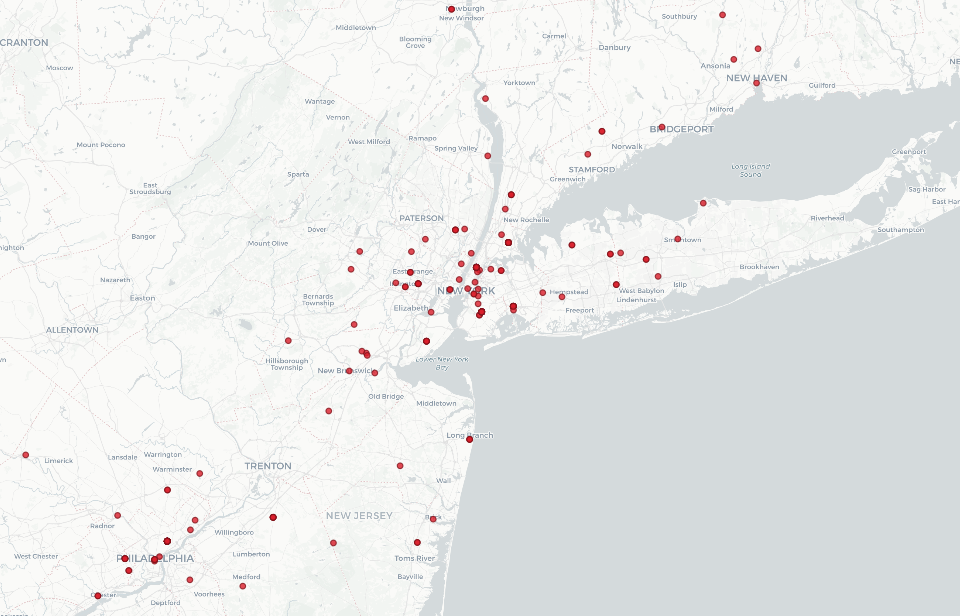 Newburgh
New Windsor
Southbury
Middletown
Blooming
Grove
Carmel
Danbury
CRANTON
Moscow
Ansonia
NEW HAVEN
Yorktown
Guilford
Wantage
Vernon
Milford
Mount Pocono
West Milford
Ramapo
Spring Valley
Norwalk
BRIDGEPORT
Greenport
Sparta
STAMFORD
Greenwich
Long Island
Sound
East
Stroudsburg
Sag Harbor
East Har
PATERSON
New Rochelle
Riverhead
Southampton
Dover
Bangor
Mount Olive
Smithtown
Brookhaven
Nazareth
East Orange
NEW YORK
Hempstead
West Babylon
Islip
Lindenhurst
Easton
Bernards
Township
Elizabeth
Freeport
ALLENTOWN
Hillsborough
Township
Lower New York
Bay
New Brunswick
Old Bridge
Middletown
Long Branch
Limerick
Lansdale
Warrington
Warminster
TRENTON
Wall
Radnor
NEW JERSEY
Willingboro
West Chester
PHILADELPHIA
Lumberton
Toms River
Medford
Bayville
Chester
Voorhees
Deptford